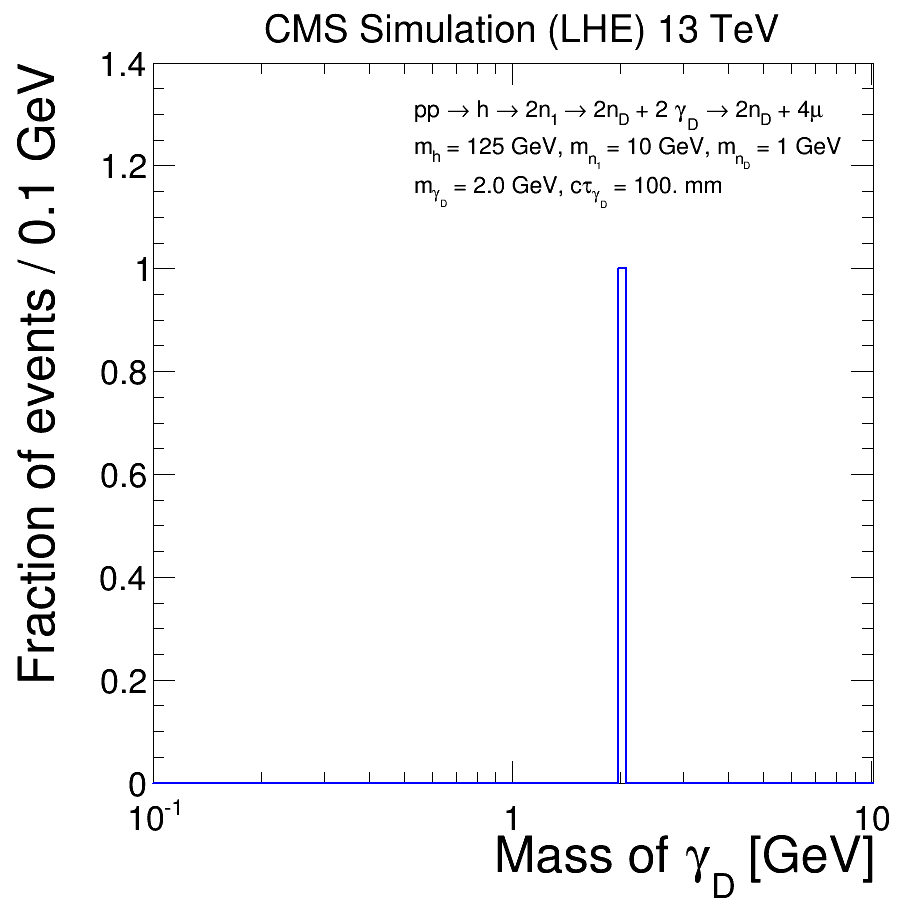 CMS Simulation (LHE) 13 TeV
Fraction of events / 0.1 GeV
1.4
1.2
1
0.8
0.6
0.4
0.2
0
pp → h → 2n₁ → 2n_D + 2 γ_D → 2n_D + 4μ
m_h = 125 GeV, m_n₁ = 10 GeV, m_n_D = 1 GeV
m_γ_D = 2.0 GeV, cτ_γ_D = 100. mm
10⁻¹ 1 10
Mass of γ_D [GeV]